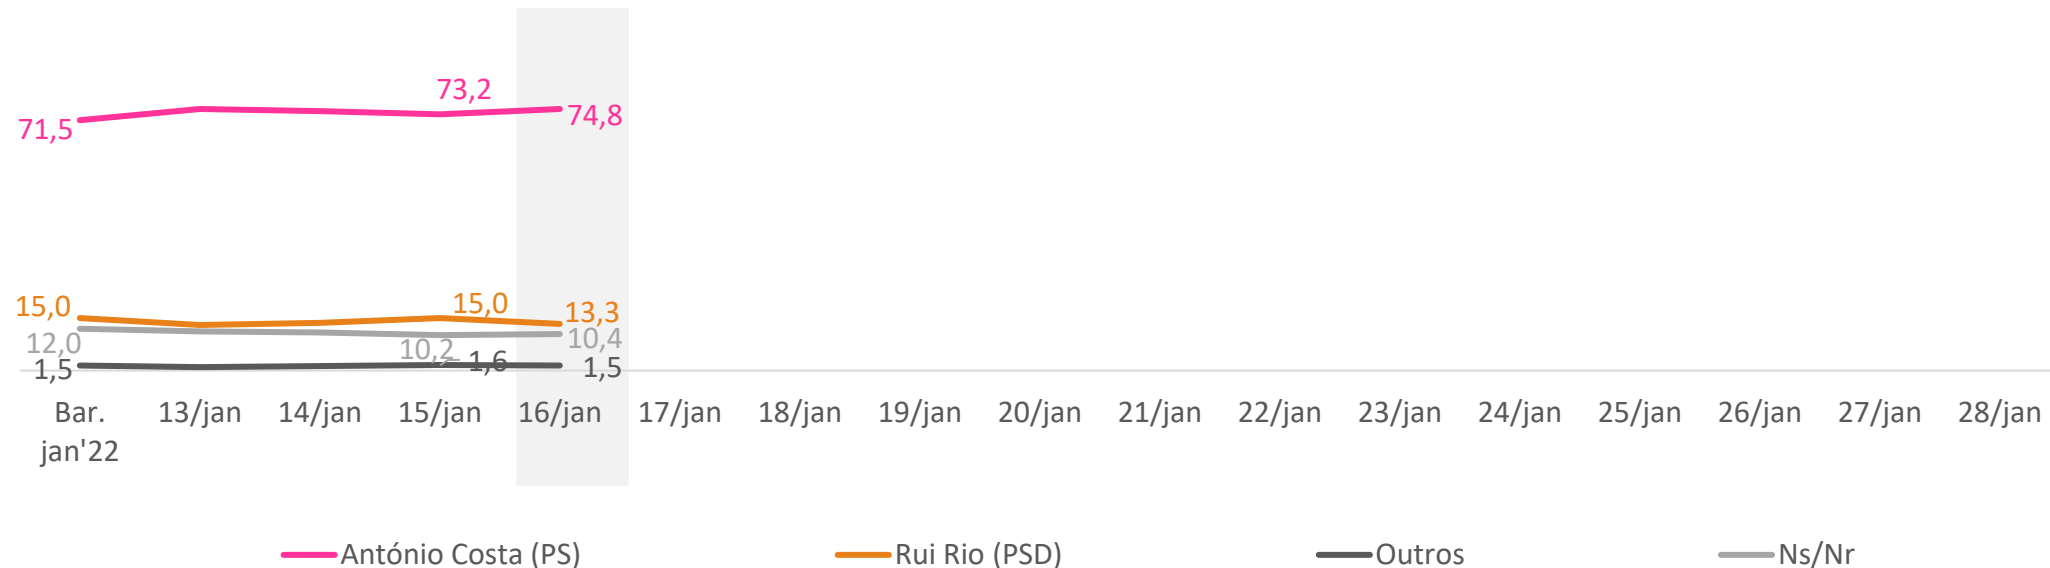 73,2
71,5
74,8
15,0
15,0
13,3
12,0
10,2
10,4
1,5
1,6
1,5
Bar. jan'22
13/jan
14/jan
15/jan
16/jan
17/jan
18/jan
19/jan
20/jan
21/jan
22/jan
23/jan
24/jan
25/jan
26/jan
27/jan
28/jan
António Costa (PS)
Rui Rio (PSD)
Outros
Ns/Nr